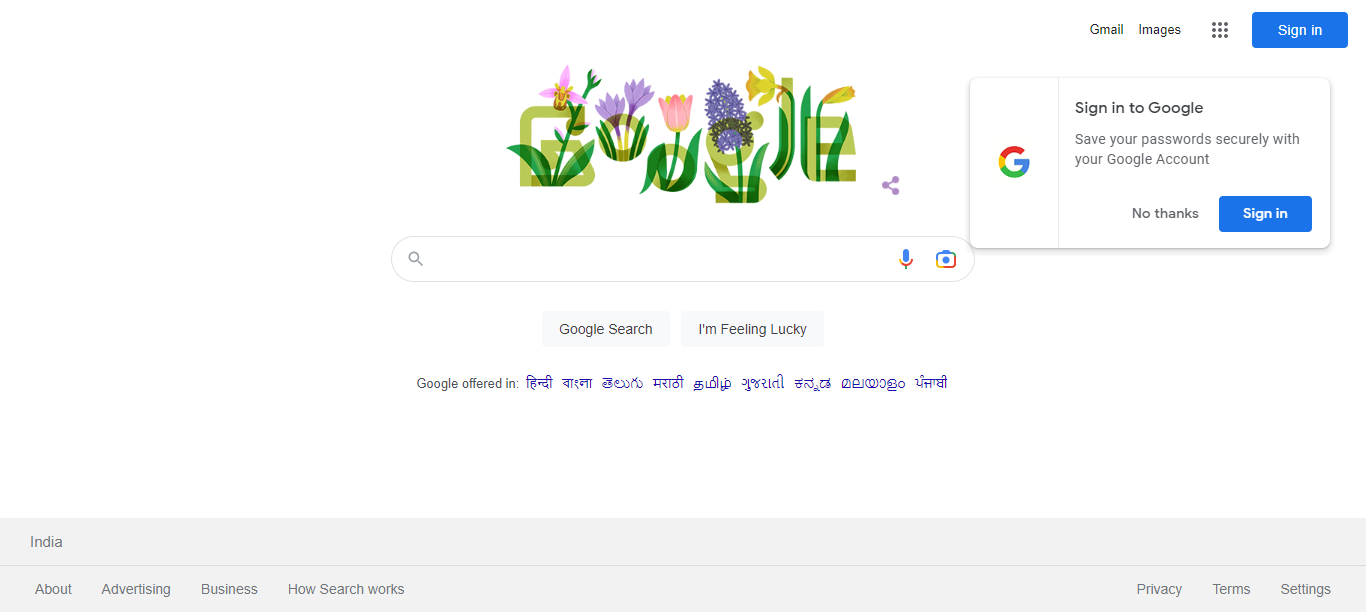 Gmail Images Sign in
Google
Sign in to Google
Save your passwords securely with
your Google Account
No thanks Sign in
Google Search I'm Feeling Lucky
Google offered in: हिन्दी বাংলা తెలుగు मराठी தமிழ் ગુજરાતી ಕನ್ನಡ മലയാളം ਪੰਜਾਬੀ
India
About Advertising Business How Search works Privacy Terms Settings